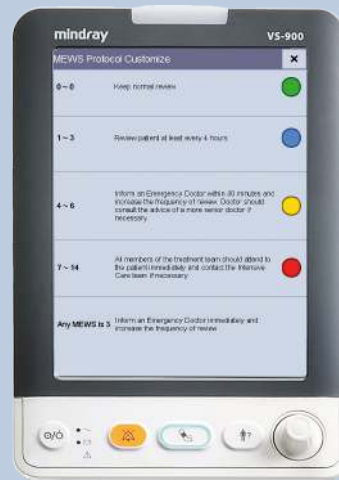 mindray
VS-900
MEWS Protocol Customize
0 ~ 0
Keep normal review
1 ~ 3
Review patient at least every 4 hours
4 ~ 6
Inform an Emergency Doctor within 30 minutes and
increase the frequency of review. Doctor should
consult the advice of a more senior doctor if
necessary
7 ~ 14
All members of the treatment team should attend to
the patient immediately and contact the Intensive
Care team if necessary
Any MEWS is 3
Inform an Emergency Doctor immediately and
increase the frequency of review